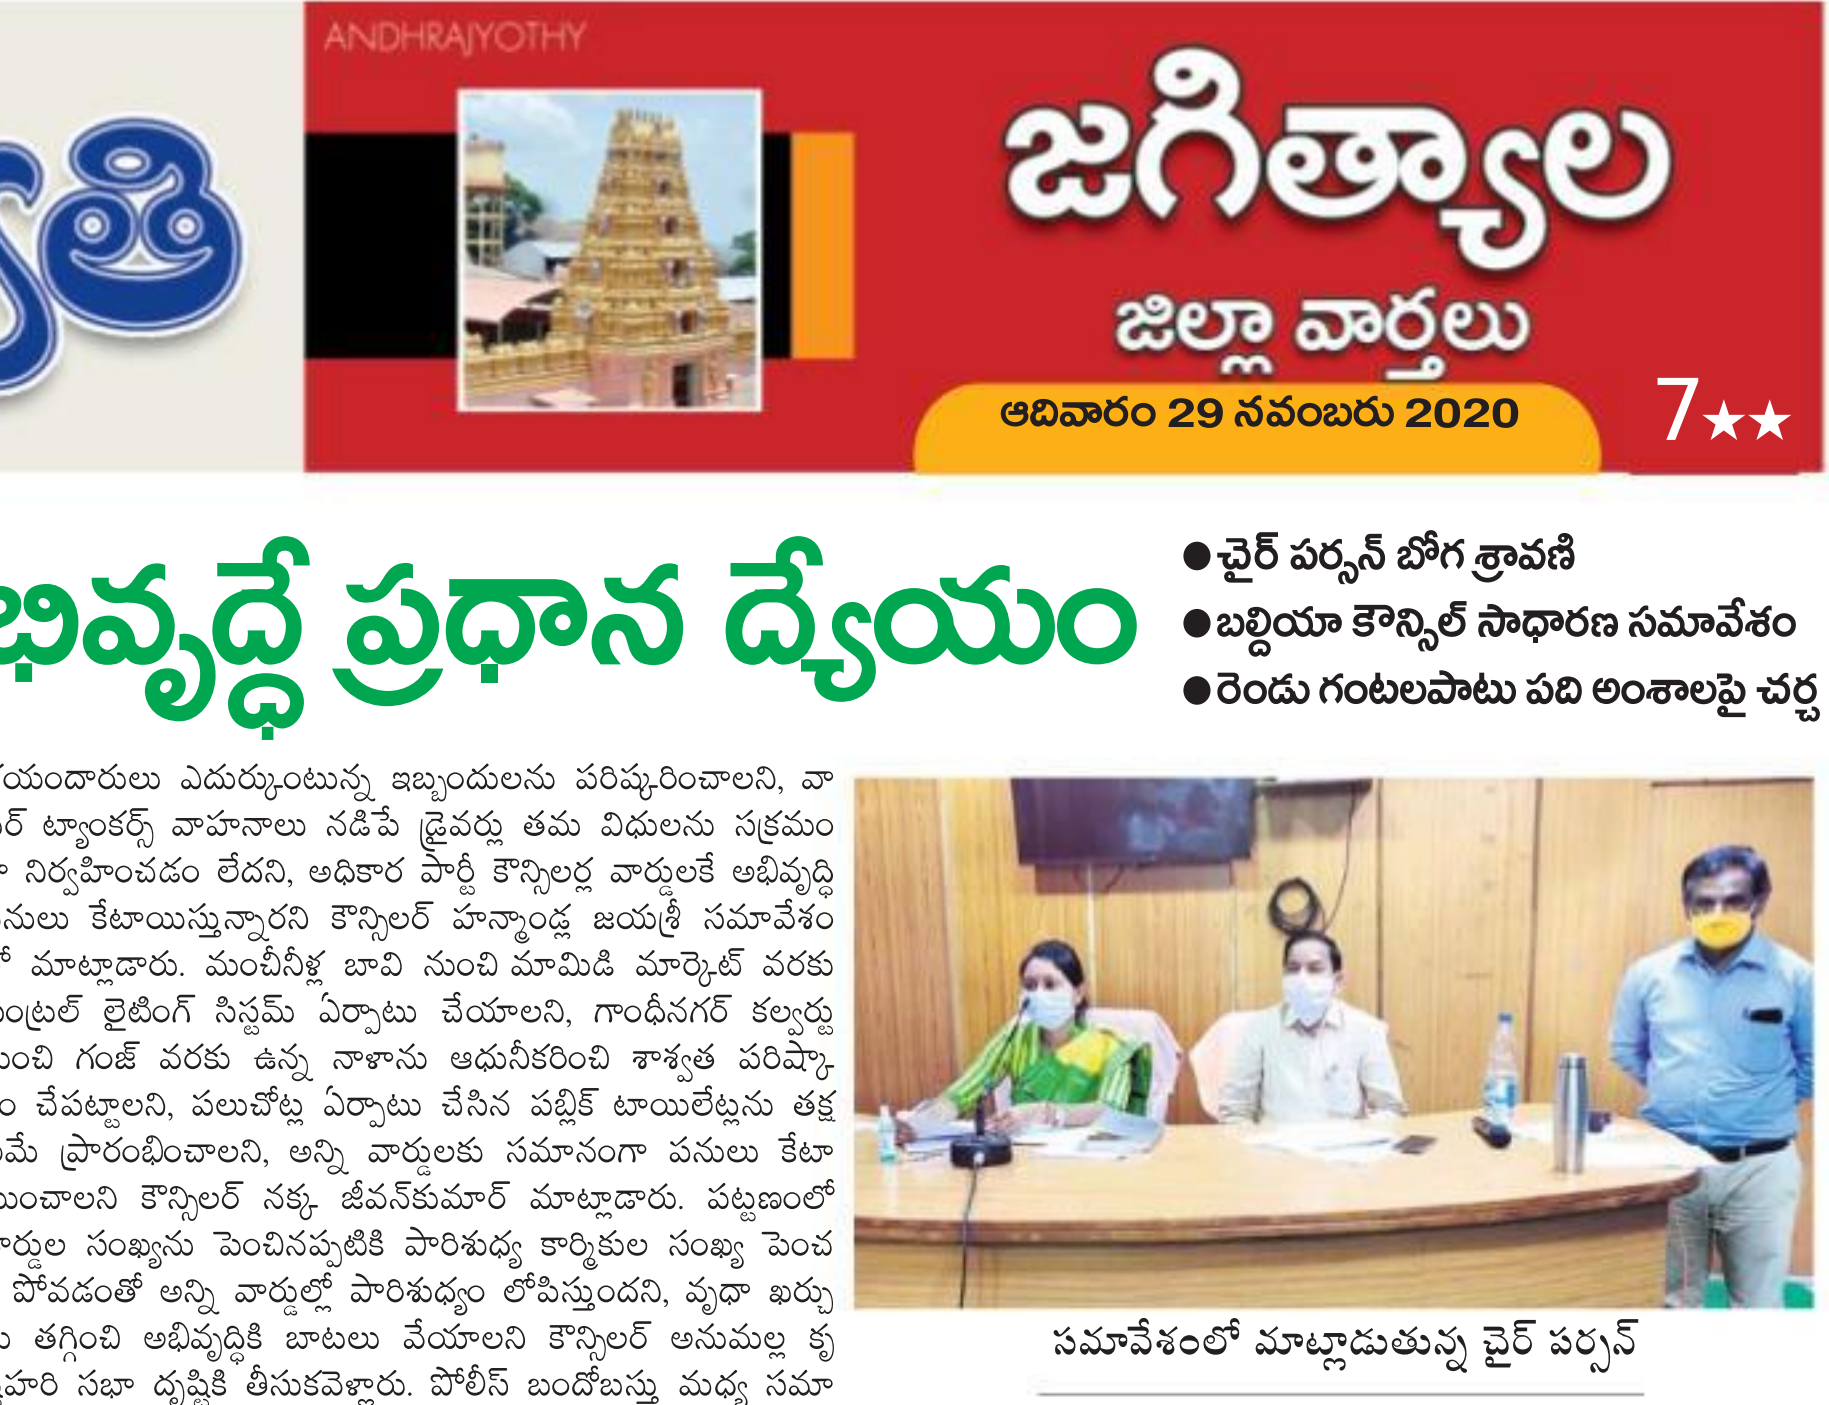 ANDHRAJYOTHY
జగిత్యాల
జిల్లా వార్తలు
ఆదివారం 29 నవంబరు 2020
7★★
ప్రధాన ద్యేయం
●చైర్ పర్సన్ బోగ శ్రావణి
●బల్దియా కౌన్సిల్ సాధారణ సమావేశం
●రెండు గంటలపాటు పది అంశాలపై చర్చ
ఎదుర్కుంటున్న ఇబ్బందులను పరిష్కరించాలని, వా
ట్యాంకర్స్ వాహనాలు నడిపే డ్రైవర్లు తమ విధులను సక్రమం
నిర్వహించడం లేదని, అధికార పార్టీ కౌన్సిలర్ల వార్డులకే అభివృద్ధి
కేటాయిస్తున్నారని కౌన్సిలర్ హన్మాండ్ల జయశ్రీ సమావేశం
మాట్లాడారు. మంచినీళ్ల బావి నుంచి మామిడి మార్కెట్ వరకు
లైటింగ్ సిస్టమ్ ఏర్పాటు చేయాలని, గాంధీనగర్ కల్వర్టు
గంజ్ వరకు ఉన్న నాళాను ఆధునీకరించి శాశ్వత పరిష్కా
చేపట్టాలని, పలుచోట్ల ఏర్పాటు చేసిన పబ్లిక్ టాయిలేట్లను తక్ష
ప్రారంభించాలని, అన్ని వార్డులకు సమానంగా పనులు కేటా
కౌన్సిలర్ నక్క జీవన్‌కుమార్ మాట్లాడారు. పట్టణంలో
సంఖ్యను పెంచినప్పటికి పారిశుధ్య కార్మికుల సంఖ్య పెంచ
పోవడంతో అన్ని వార్డుల్లో పారిశుధ్యం లోపిస్తుందని, వృధా ఖర్చు
తగ్గించి అభివృద్ధికి బాటలు వేయాలని కౌన్సిలర్ అనుమల్ల కృ
సభా దృష్టికి తీసుకవెళ్లారు. పోలీస్ బందోబస్తు మధ్య సమా
సమావేశంలో మాట్లాడుతున్న చైర్ పర్సన్